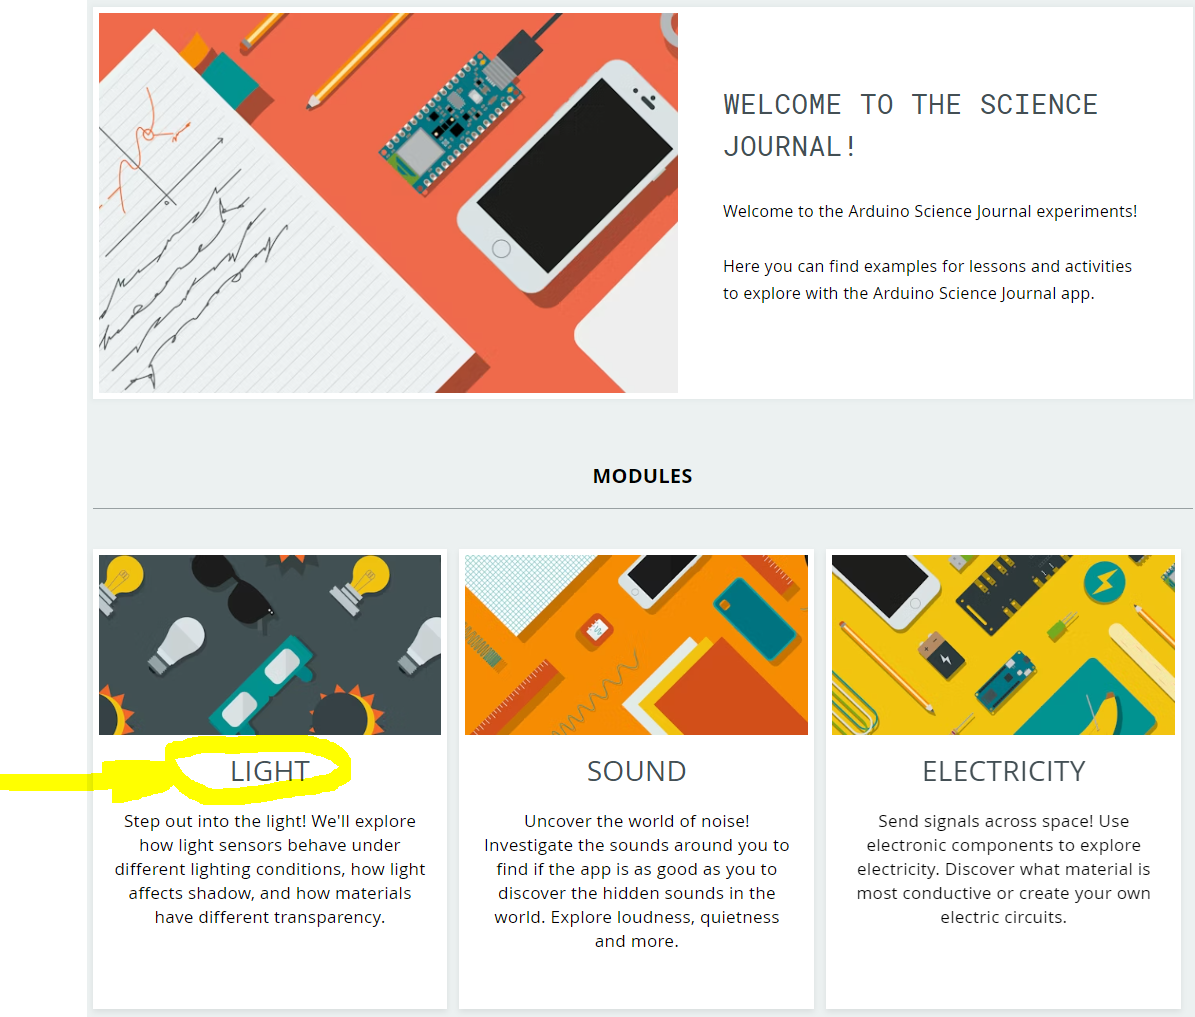 WELCOME TO THE SCIENCE
JOURNAL!
Welcome to the Arduino Science Journal experiments!
Here you can find examples for lessons and activities
to explore with the Arduino Science Journal app.
MODULES
LIGHT
Step out into the light! We'll explore
how light sensors behave under
different lighting conditions, how light
affects shadow, and how materials
have different transparency.
SOUND
Uncover the world of noise!
Investigate the sounds around you to
find if the app is as good as you to
discover the hidden sounds in the
world. Explore loudness, quietness
and more.
ELECTRICITY
Send signals across space! Use
electronic components to explore
electricity. Discover what material is
most conductive or create your own
electric circuits.